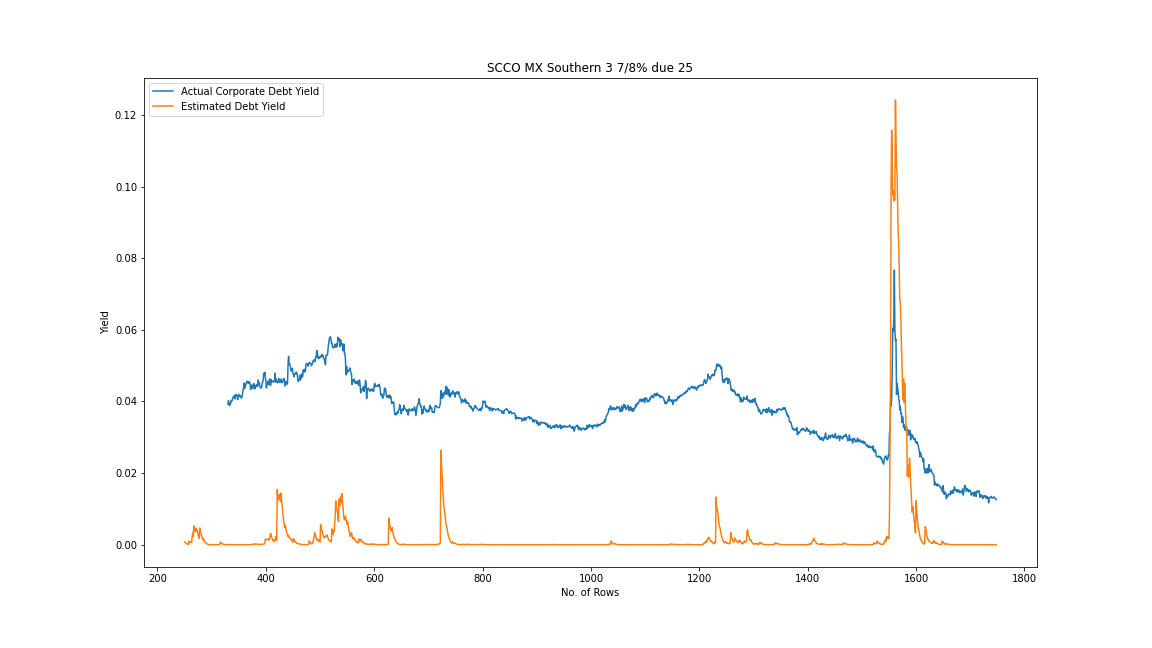 SCCO MX Southern 3 7/8% due 25
Actual Corporate Debt Yield
Estimated Debt Yield
0.12
0.10
0.08
0.06
0.04
0.02
0.00
Yield
200 400 600 800 1000 1200 1400 1600 1800
No. of Rows